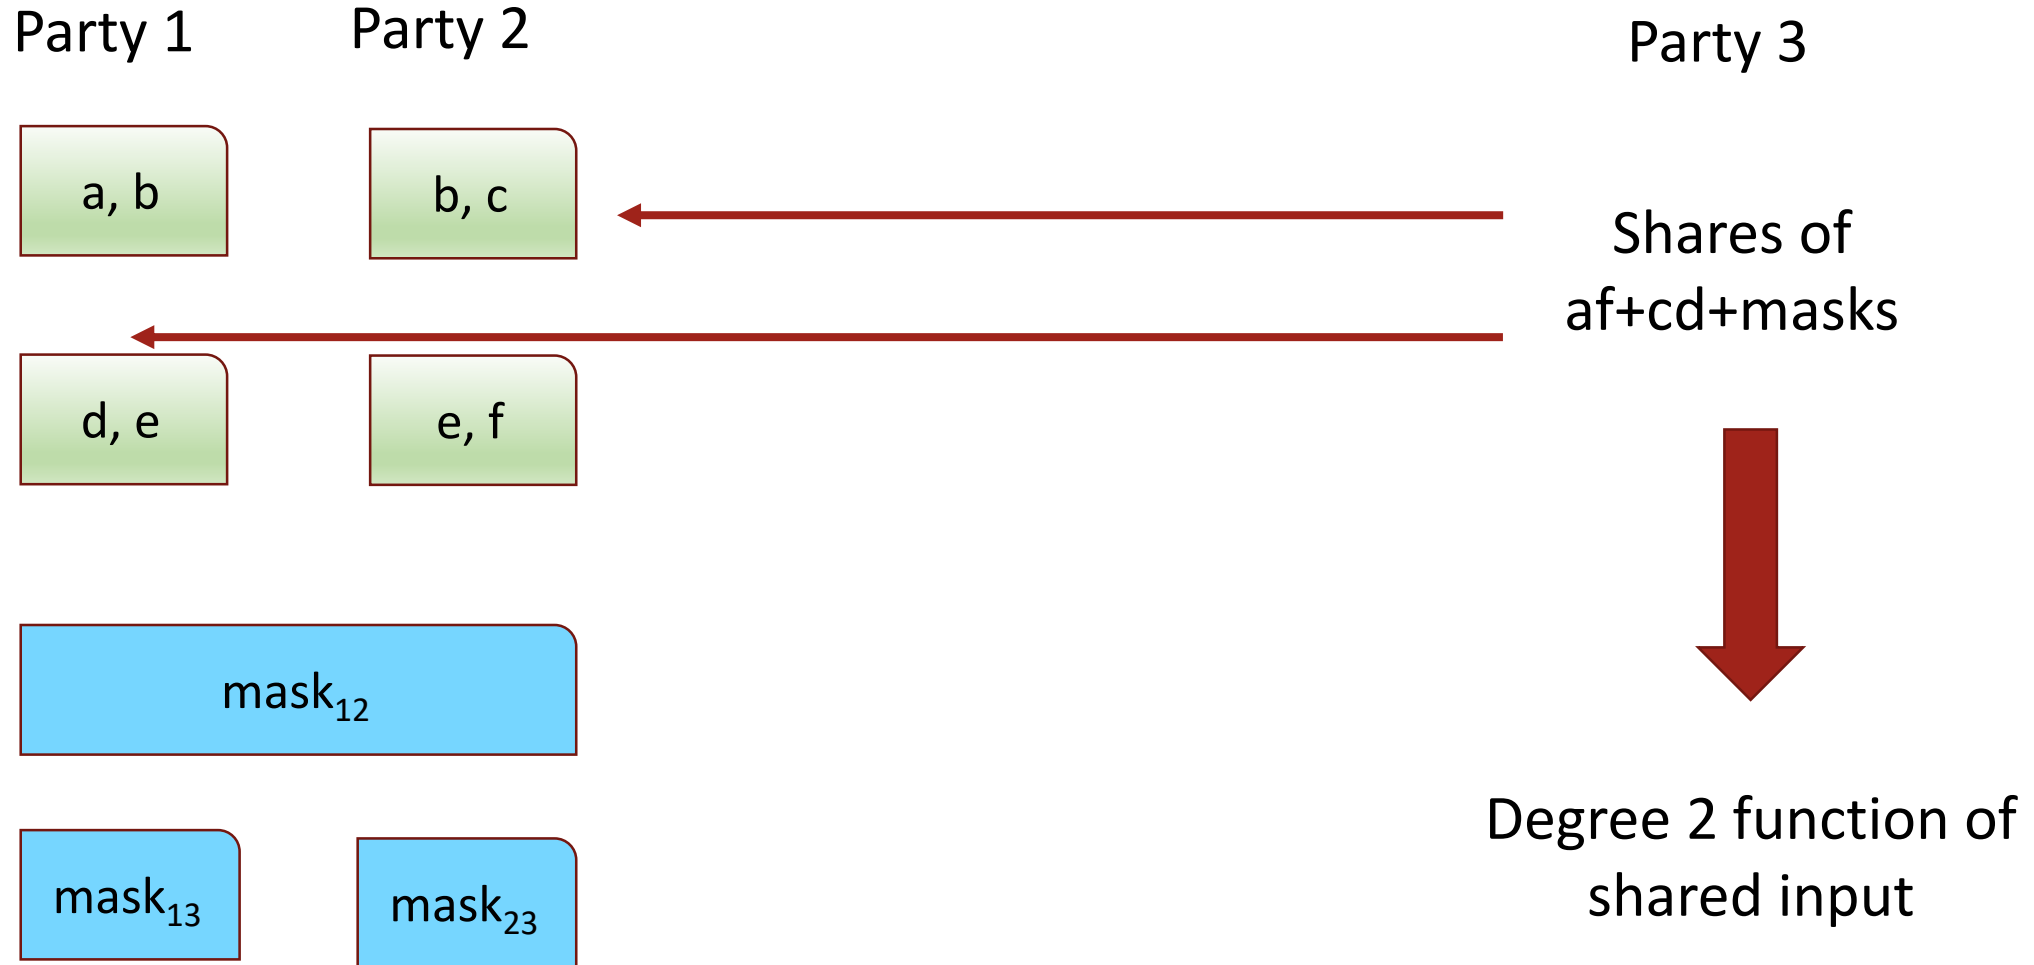 Party 1
Party 2
Party 3
a, b
b, c
Shares of
af+cd+masks
d, e
e, f
mask12
Degree 2 function of
shared input
mask13
mask23